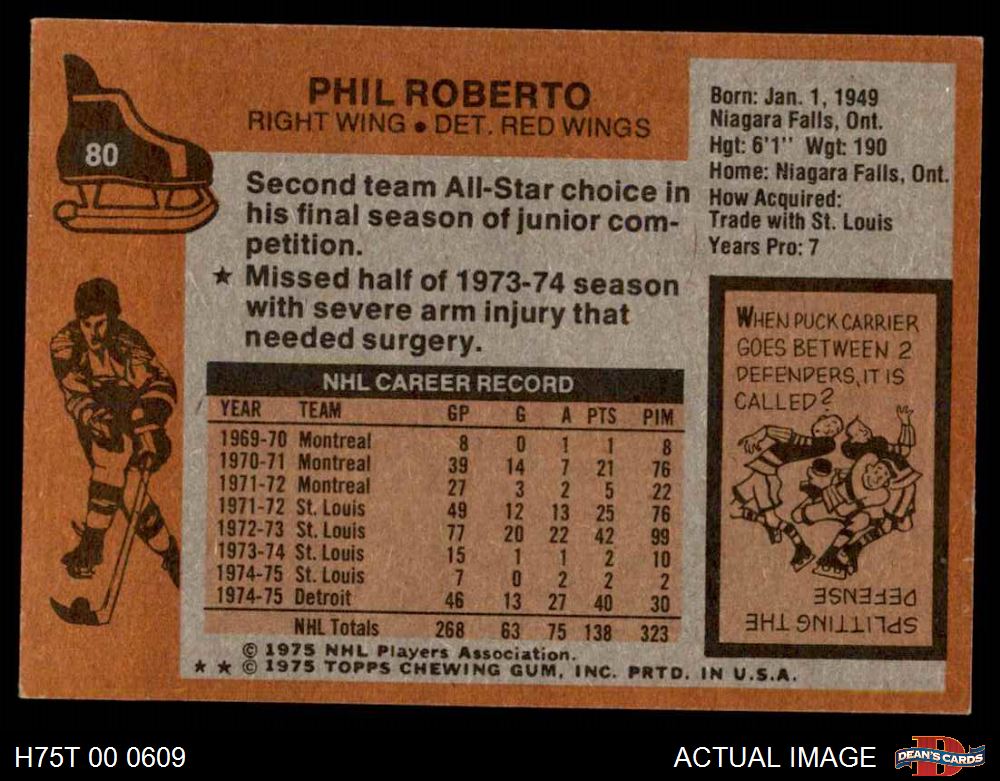 80
PHIL ROBERTO
RIGHT WING • DET. RED WINGS
Second team All-Star choice in
his final season of junior com-
petition.
★ Missed half of 1973-74 season
with severe arm injury that
needed surgery.
Born: Jan. 1, 1949
Niagara Falls, Ont.
Hgt: 6'1'' Wgt: 190
Home: Niagara Falls, Ont.
How Acquired:
Trade with St. Louis
Years Pro: 7
NHL CAREER RECORD
YEAR TEAM GP G A PTS PIM
1969-70 Montreal 8 0 1 1 8
1970-71 Montreal 39 14 7 21 76
1971-72 Montreal 27 3 2 5 22
1971-72 St. Louis 49 12 13 25 76
1972-73 St. Louis 77 20 22 42 99
1973-74 St. Louis 15 1 1 2 10
1974-75 St. Louis 7 0 2 2 2
1974-75 Detroit 46 13 27 40 30
NHL Totals 268 63 75 138 323
© 1975 NHL Players Association.
★ ★ © 1975 TOPPS CHEWING GUM, INC. PRTD. IN U.S.A.
WHEN PUCK CARRIER
GOES BETWEEN 2
DEFENDERS, IT IS
CALLED?
SPLITTING THE
DEFENSE
H75T 00 0609
ACTUAL IMAGE
D
DEAN'S CARDS